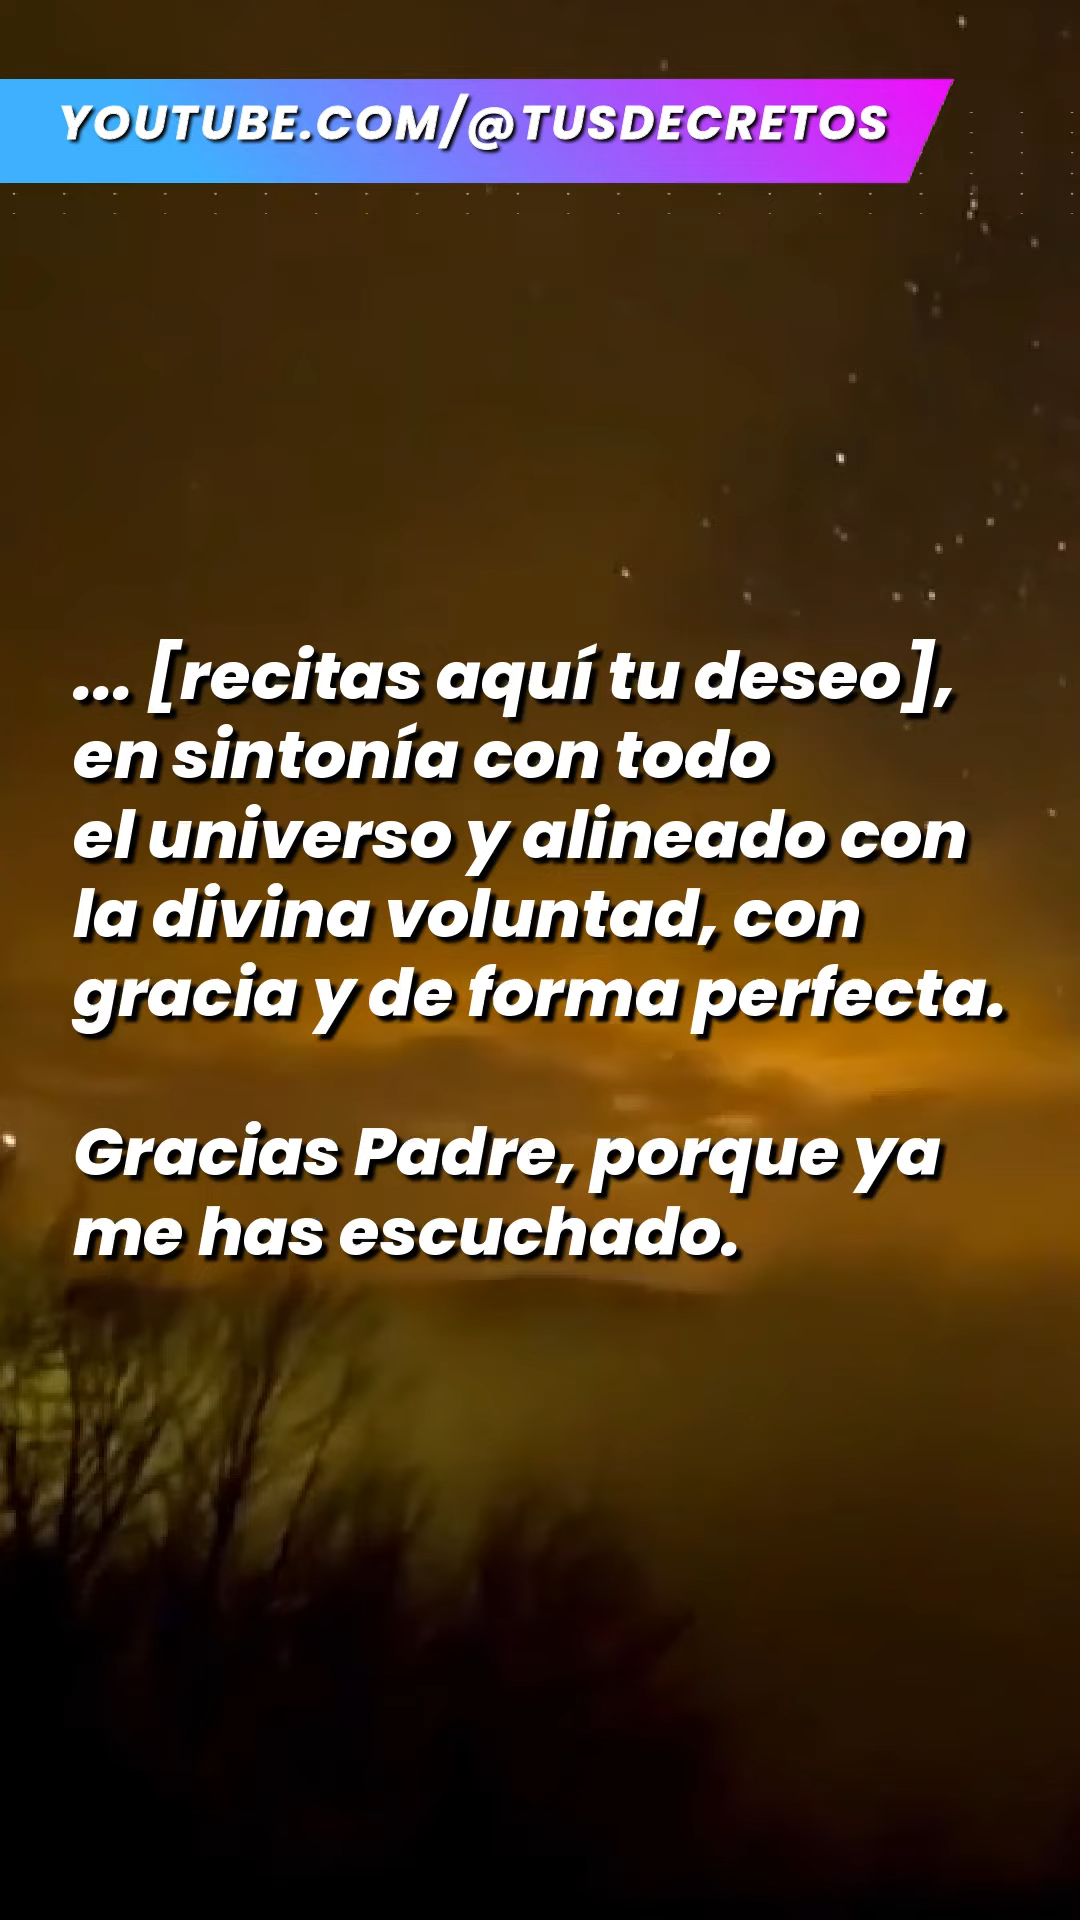 YOUTUBE.COM/@TUSDECRETOS
... [recitas aquí tu deseo],
en sintonía con todo
el universo y alineado con
la divina voluntad, con
gracia y de forma perfecta.
Gracias Padre, porque ya
me has escuchado.